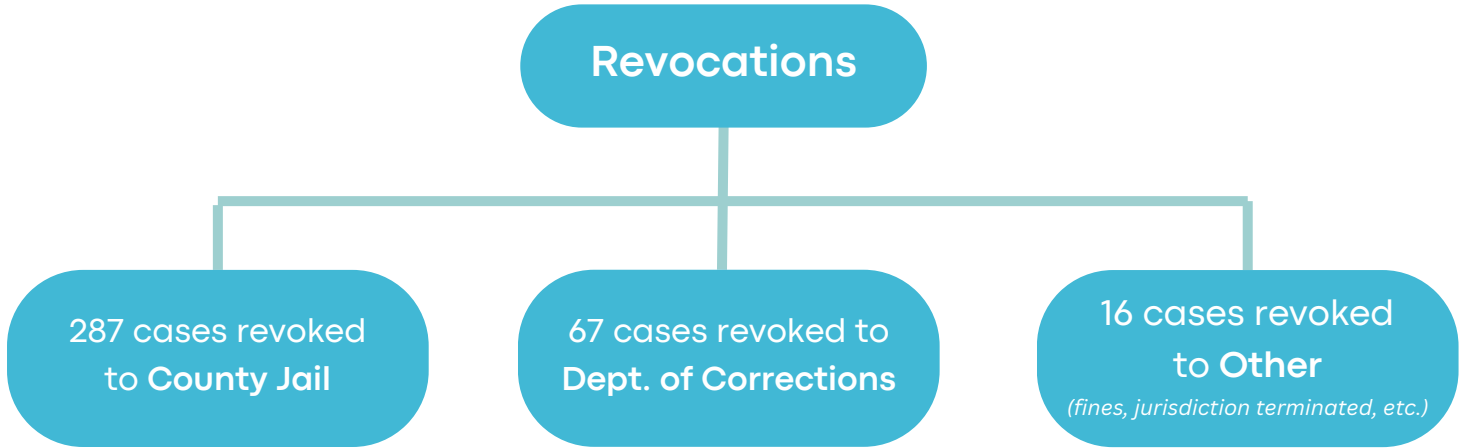 Revocations
287 cases revoked
to County Jail
67 cases revoked to
Dept. of Corrections
16 cases revoked
to Other
(fines, jurisdiction terminated, etc.)